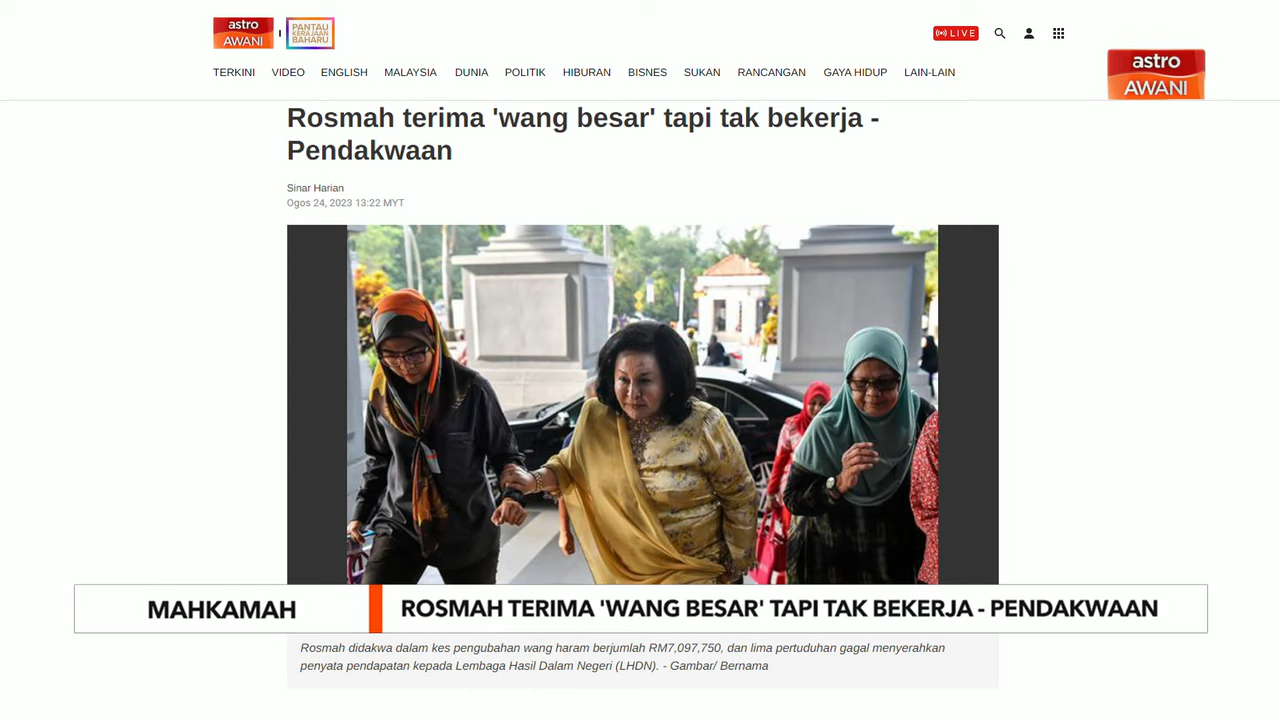 astro
AWANI
PANTAU
KERAJAAN
BAHARU
LIVE
TERKINI VIDEO ENGLISH MALAYSIA DUNIA POLITIK HIBURAN BISNES SUKAN RANCANGAN GAYA HIDUP LAIN-LAIN
astro
AWANI
Rosmah terima 'wang besar' tapi tak bekerja -
Pendakwaan
Sinar Harian
Ogos 24, 2023 13:22 MYT
MAHKAMAH
ROSMAH TERIMA 'WANG BESAR' TAPI TAK BEKERJA - PENDAKWAAN
Rosmah didakwa dalam kes pengubahan wang haram berjumlah RM7,097,750, dan lima pertuduhan gagal menyerahkan
penyata pendapatan kepada Lembaga Hasil Dalam Negeri (LHDN). - Gambar/ Bernama